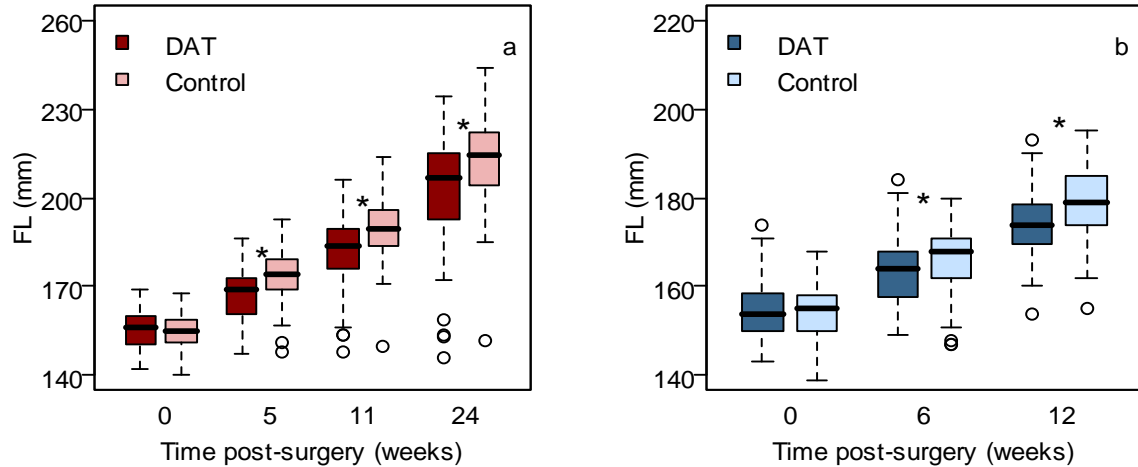 260
230
200
170
140
FL (mm)
DAT
Control
a
*
*
*
0 5 11 24
Time post-surgery (weeks)
220
200
180
160
140
FL (mm)
DAT
Control
b
*
*
0 6 12
Time post-surgery (weeks)